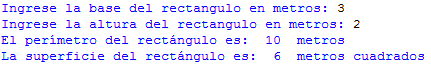 Ingrese la base del rectangulo en metros: 3
Ingrese la altura del rectangulo en metros: 2
El perímetro del rectángulo es:  10  metros
La superficie del rectángulo es:  6  metros cuadrados